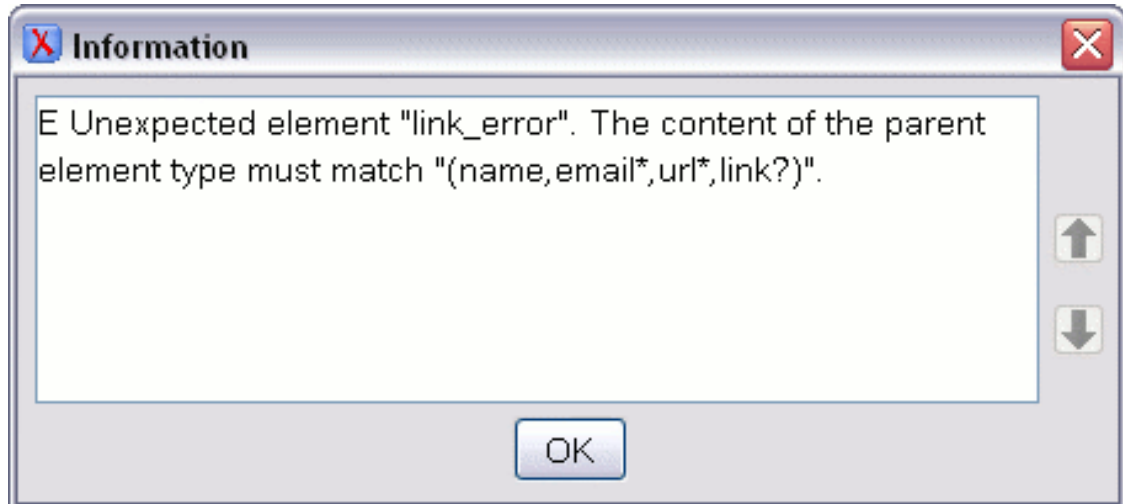 Information
E Unexpected element "link_error". The content of the parent
element type must match "(name,email*,url*,link?)".
OK